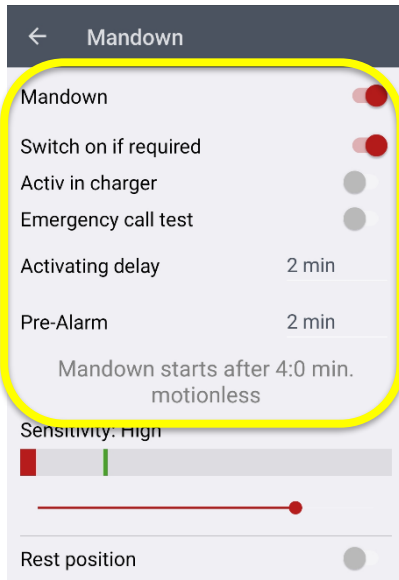 Mandown
Mandown
Switch on if required
Activ in charger
Emergency call test
Activating delay 2 min
Pre-Alarm 2 min
Mandown starts after 4:0 min.
motionless
Sensitivity: High
Rest position